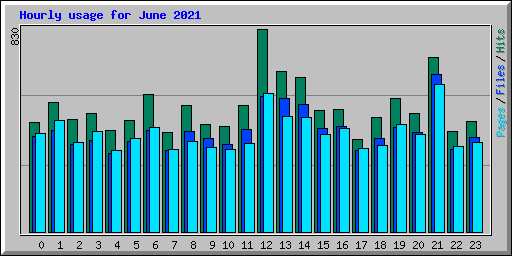 Hourly usage for June 2021
830
Pages/Files/Hits
0 1 2 3 4 5 6 7 8 9 10 11 12 13 14 15 16 17 18 19 20 21 22 23